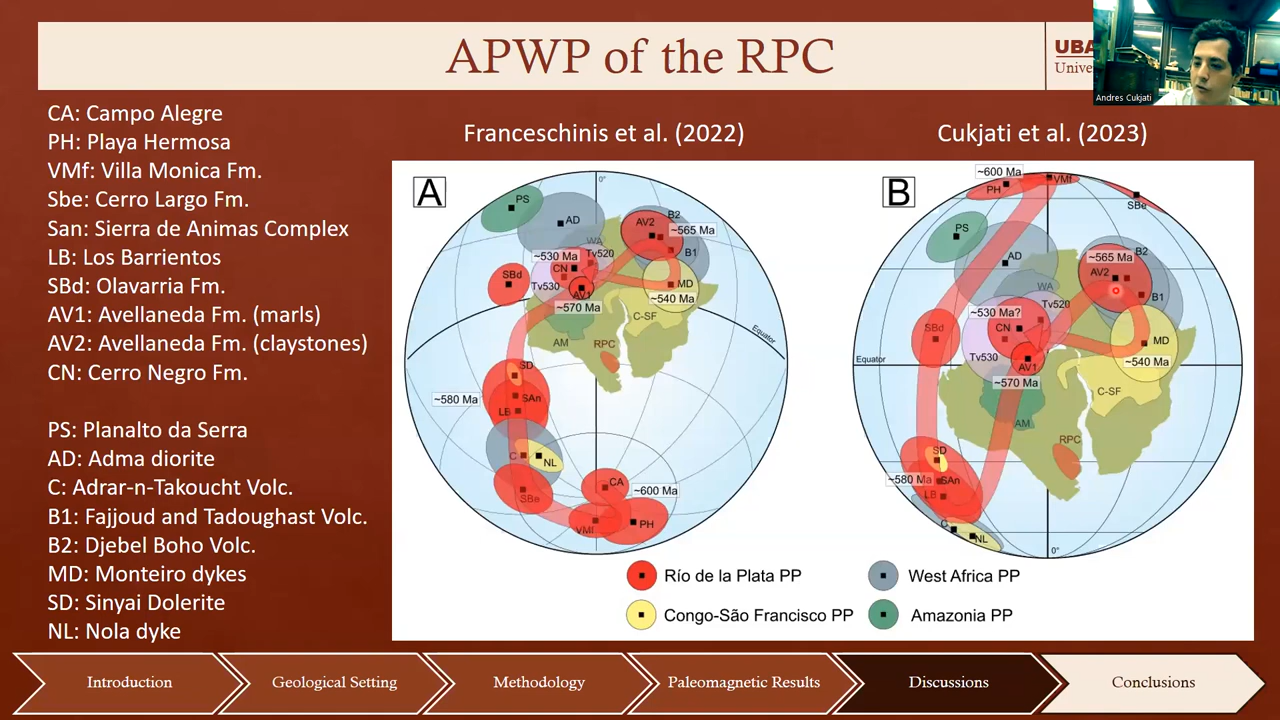 APWP of the RPC
UBA
Unive
Andres Cukjati
CA: Campo Alegre
PH: Playa Hermosa
VMf: Villa Monica Fm.
Sbe: Cerro Largo Fm.
San: Sierra de Animas Complex
LB: Los Barrientos
SBd: Olavarria Fm.
AV1: Avellaneda Fm. (marls)
AV2: Avellaneda Fm. (claystones)
CN: Cerro Negro Fm.
PS: Planalto da Serra
AD: Adma diorite
C: Adrar-n-Takoucht Volc.
B1: Fajjoud and Tadoughast Volc.
B2: Djebel Boho Volc.
MD: Monteiro dykes
SD: Sinyai Dolerite
NL: Nola dyke
Franceschinis et al. (2022)
A
0°
PS
AD
AV2
B2
~565 Ma
WA
~530 Ma
Tv520
B1
CN
SBd
Tv530
AV1
MD
~540 Ma
~570 Ma
C-SF
Equator
AM
RPC
SD
~580 Ma
SAn
LB
C
NL
SBe
CA
~600 Ma
VMf
PH
Cukjati et al. (2023)
B
~600 Ma
VMf
PH
SBe
PS
AD
B2
~565 Ma
AV2
WA
B1
Tv520
~530 Ma?
CN
SBd
MD
Equator
Tv530
AV1
~540 Ma
~570 Ma
C-SF
AM
RPC
SD
~580 Ma
SAn
LB
C
NL
0°
Río de la Plata PP
West Africa PP
Congo-São Francisco PP
Amazonia PP
Introduction
Geological Setting
Methodology
Paleomagnetic Results
Discussions
Conclusions